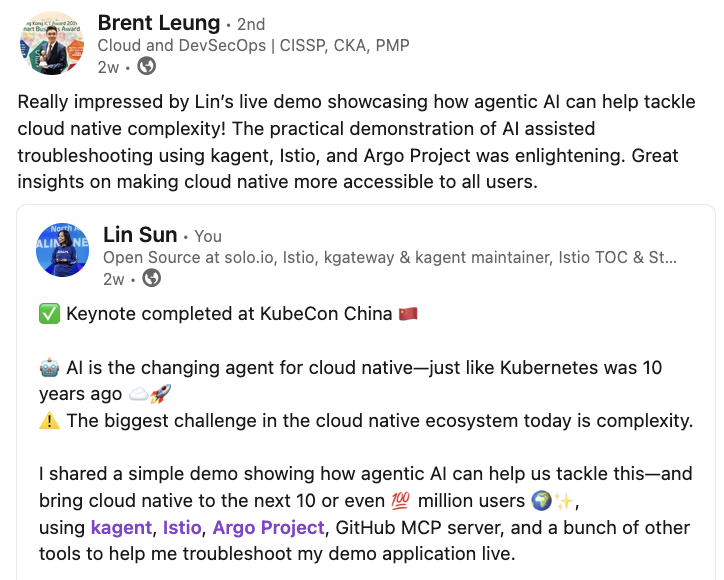 Brent Leung · 2nd
Cloud and DevSecOps | CISSP, CKA, PMP
2w ·
Really impressed by Lin’s live demo showcasing how agentic AI can help tackle
cloud native complexity! The practical demonstration of AI assisted
troubleshooting using kagent, Istio, and Argo Project was enlightening. Great
insights on making cloud native more accessible to all users.
Lin Sun · You
Open Source at solo.io, Istio, kgateway & kagent maintainer, Istio TOC & St...
2w ·
✅ Keynote completed at KubeCon China 🇨🇳
🤖 AI is the changing agent for cloud native—just like Kubernetes was 10
years ago ☁️🚀
⚠️ The biggest challenge in the cloud native ecosystem today is complexity.
I shared a simple demo showing how agentic AI can help us tackle this—and
bring cloud native to the next 10 or even 💯 million users 🌍✨,
using kagent, Istio, Argo Project, GitHub MCP server, and a bunch of other
tools to help me troubleshoot my demo application live.